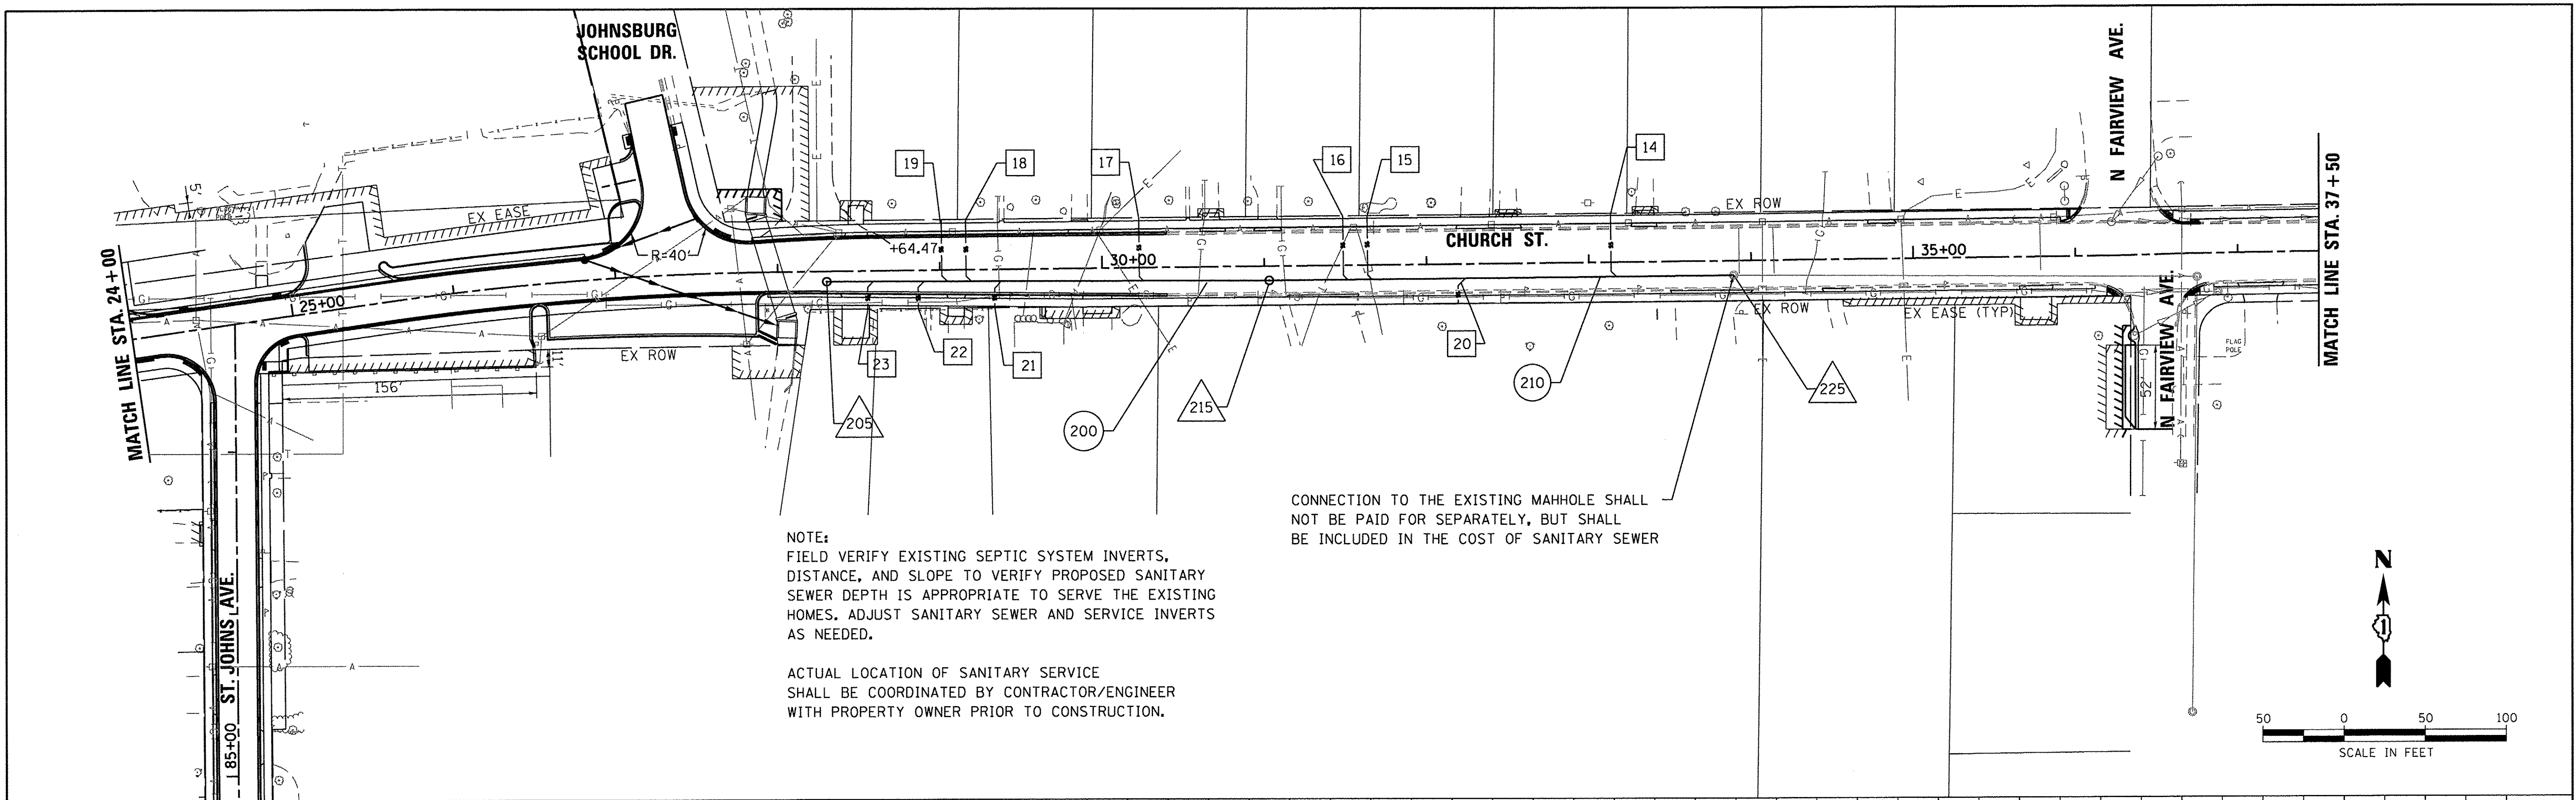 JOHNSBURG
SCHOOL DR.
N FAIRVIEW AVE.
MATCH LINE STA. 37+50
MATCH LINE STA. 24+00
19
18
17
16
15
14
5'
EX EASE
EX ROW
R=40'
+64.47
CHURCH ST.
25+00
30+00
35+00
EX ROW
EX ROW
EX EASE (TYP)
11'
156'
23
22
21
20
205
200
215
210
225
FLAG
POLE
52'
N FAIRVIEW AVE.
CONNECTION TO THE EXISTING MAHHOLE SHALL
NOT BE PAID FOR SEPARATELY, BUT SHALL
BE INCLUDED IN THE COST OF SANITARY SEWER
NOTE:
FIELD VERIFY EXISTING SEPTIC SYSTEM INVERTS,
DISTANCE, AND SLOPE TO VERIFY PROPOSED SANITARY
SEWER DEPTH IS APPROPRIATE TO SERVE THE EXISTING
HOMES. ADJUST SANITARY SEWER AND SERVICE INVERTS
AS NEEDED.
ACTUAL LOCATION OF SANITARY SERVICE
SHALL BE COORDINATED BY CONTRACTOR/ENGINEER
WITH PROPERTY OWNER PRIOR TO CONSTRUCTION.
ST. JOHNS AVE.
85+00
N
1
50 0 50 100
SCALE IN FEET